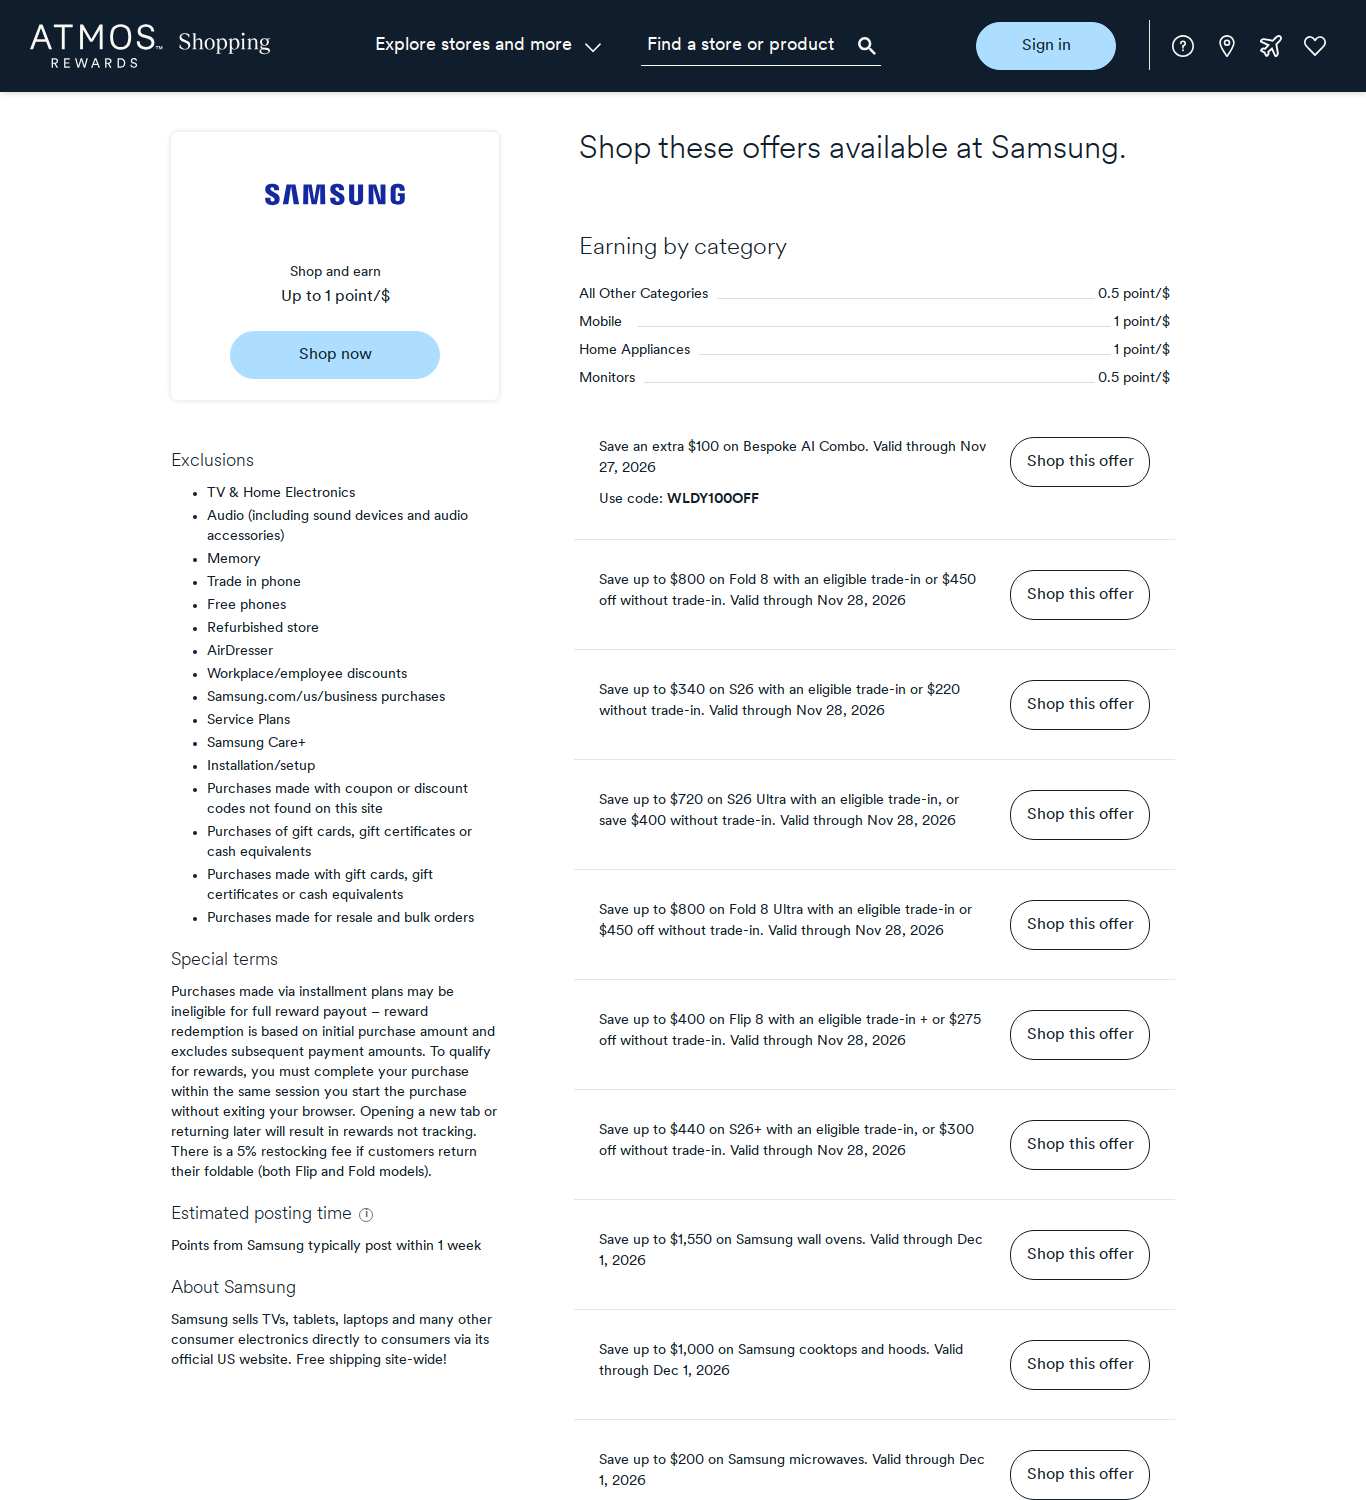 ATMOS™ Shopping
REWARDS
Explore stores and more
Find a store or product
Sign in
SAMSUNG
Shop and earn
Up to 1 point/$
Shop now
Exclusions
• TV & Home Electronics
• Audio (including sound devices and audio
accessories)
• Memory
• Trade in phone
• Free phones
• Refurbished store
• AirDresser
• Workplace/employee discounts
• Samsung.com/us/business purchases
• Service Plans
• Samsung Care+
• Installation/setup
• Purchases made with coupon or discount
codes not found on this site
• Purchases of gift cards, gift certificates or
cash equivalents
• Purchases made with gift cards, gift
certificates or cash equivalents
• Purchases made for resale and bulk orders
Special terms
Purchases made via installment plans may be
ineligible for full reward payout – reward
redemption is based on initial purchase amount and
excludes subsequent payment amounts. To qualify
for rewards, you must complete your purchase
within the same session you start the purchase
without exiting your browser. Opening a new tab or
returning later will result in rewards not tracking.
There is a 5% restocking fee if customers return
their foldable (both Flip and Fold models).
Estimated posting time
Points from Samsung typically post within 1 week
About Samsung
Samsung sells TVs, tablets, laptops and many other
consumer electronics directly to consumers via its
official US website. Free shipping site-wide!
Shop these offers available at Samsung.
Earning by category
All Other Categories 0.5 point/$
Mobile 1 point/$
Home Appliances 1 point/$
Monitors 0.5 point/$
Save an extra $100 on Bespoke AI Combo. Valid through Nov
27, 2026
Use code: WLDY100OFF
Shop this offer
Save up to $800 on Fold 8 with an eligible trade-in or $450
off without trade-in. Valid through Nov 28, 2026
Shop this offer
Save up to $340 on S26 with an eligible trade-in or $220
without trade-in. Valid through Nov 28, 2026
Shop this offer
Save up to $720 on S26 Ultra with an eligible trade-in, or
save $400 without trade-in. Valid through Nov 28, 2026
Shop this offer
Save up to $800 on Fold 8 Ultra with an eligible trade-in or
$450 off without trade-in. Valid through Nov 28, 2026
Shop this offer
Save up to $400 on Flip 8 with an eligible trade-in + or $275
off without trade-in. Valid through Nov 28, 2026
Shop this offer
Save up to $440 on S26+ with an eligible trade-in, or $300
off without trade-in. Valid through Nov 28, 2026
Shop this offer
Save up to $1,550 on Samsung wall ovens. Valid through Dec
1, 2026
Shop this offer
Save up to $1,000 on Samsung cooktops and hoods. Valid
through Dec 1, 2026
Shop this offer
Save up to $200 on Samsung microwaves. Valid through Dec
1, 2026
Shop this offer